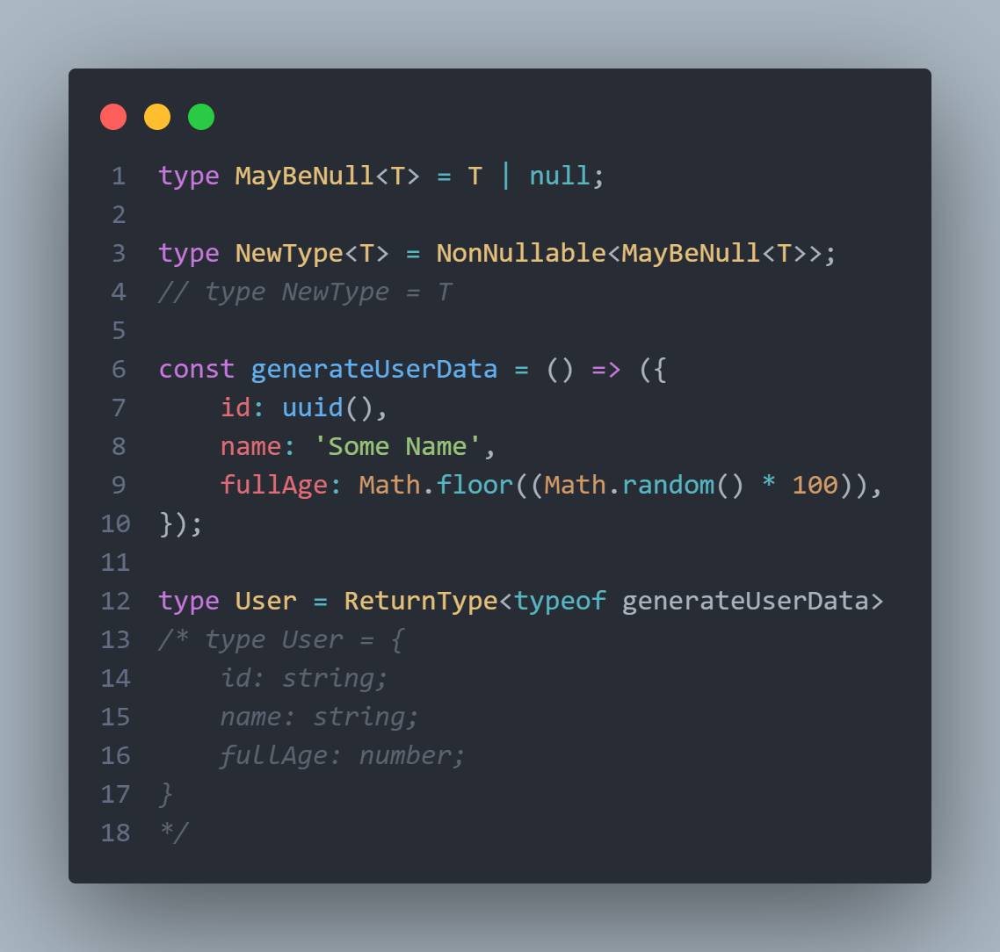 1 type MayBeNull<T> = T | null;
2
3 type NewType<T> = NonNullable<MayBeNull<T>>;
4 // type NewType = T
5
6 const generateUserData = () => ({
7     id: uuid(),
8     name: 'Some Name',
9     fullAge: Math.floor((Math.random() * 100)),
10 });
11
12 type User = ReturnType<typeof generateUserData>
13 /* type User = {
14     id: string;
15     name: string;
16     fullAge: number;
17 }
18 */